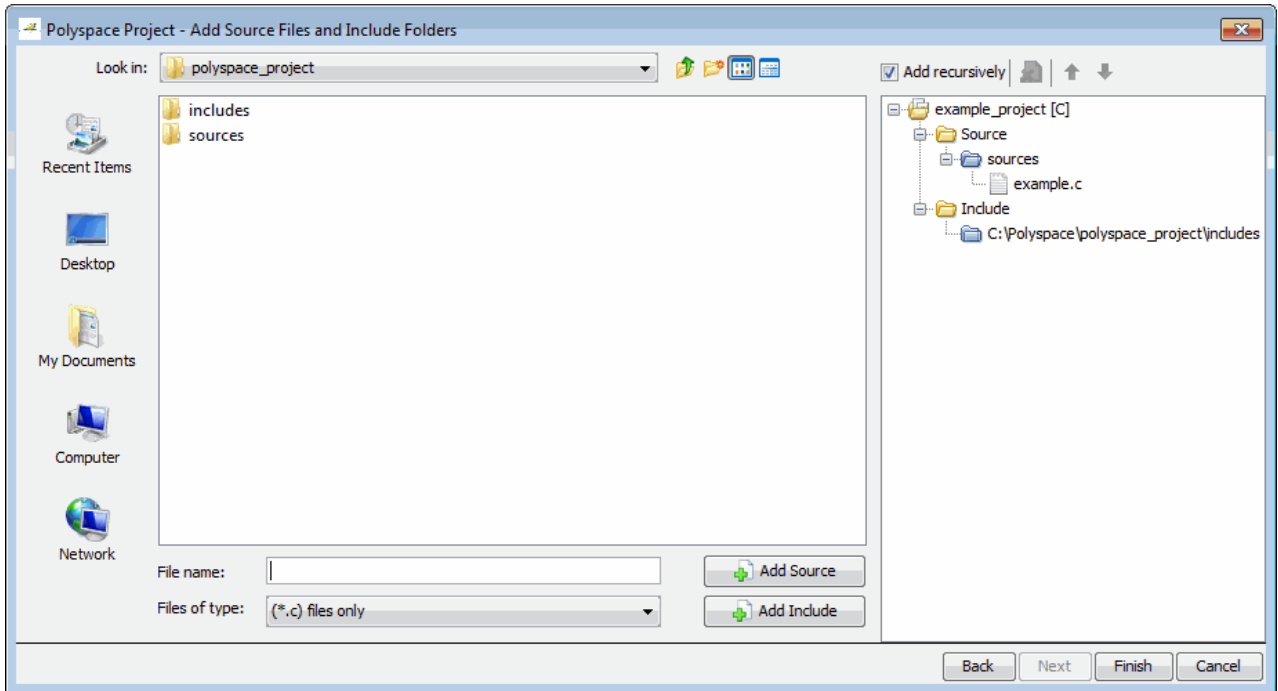 Polyspace Project - Add Source Files and Include Folders
Look in:
polyspace_project
Add recursively
includes
sources
Recent Items
Desktop
My Documents
Computer
Network
example_project [C]
Source
sources
example.c
Include
C:\Polyspace\polyspace_project\includes
File name:
Add Source
Files of type:
(*.c) files only
Add Include
Back
Next
Finish
Cancel